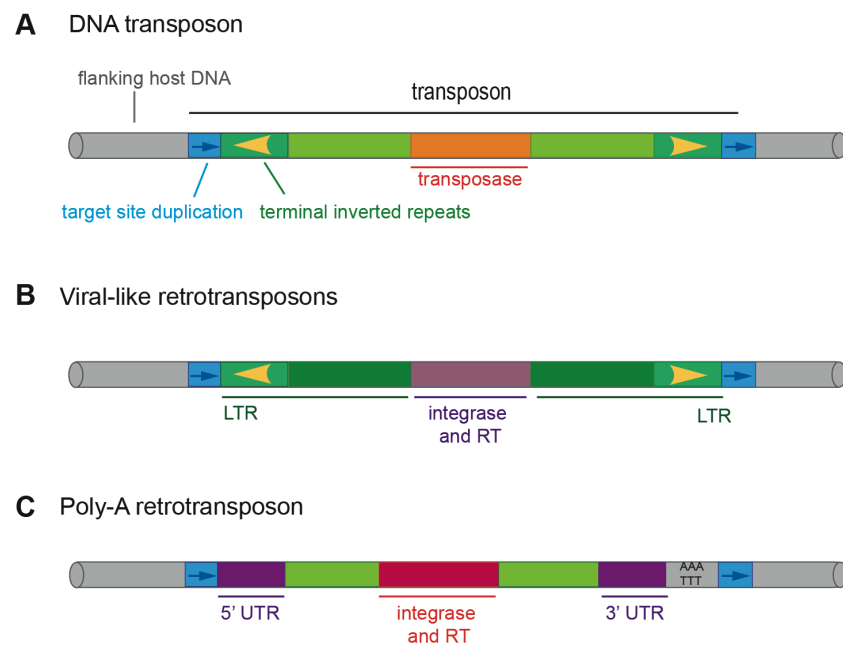 A DNA transposon
flanking host DNA
transposon
transposase
target site duplication
terminal inverted repeats
B Viral-like retrotransposons
LTR
integrase
and RT
LTR
C Poly-A retrotransposon
AAA
TTT
5’ UTR
integrase
and RT
3’ UTR